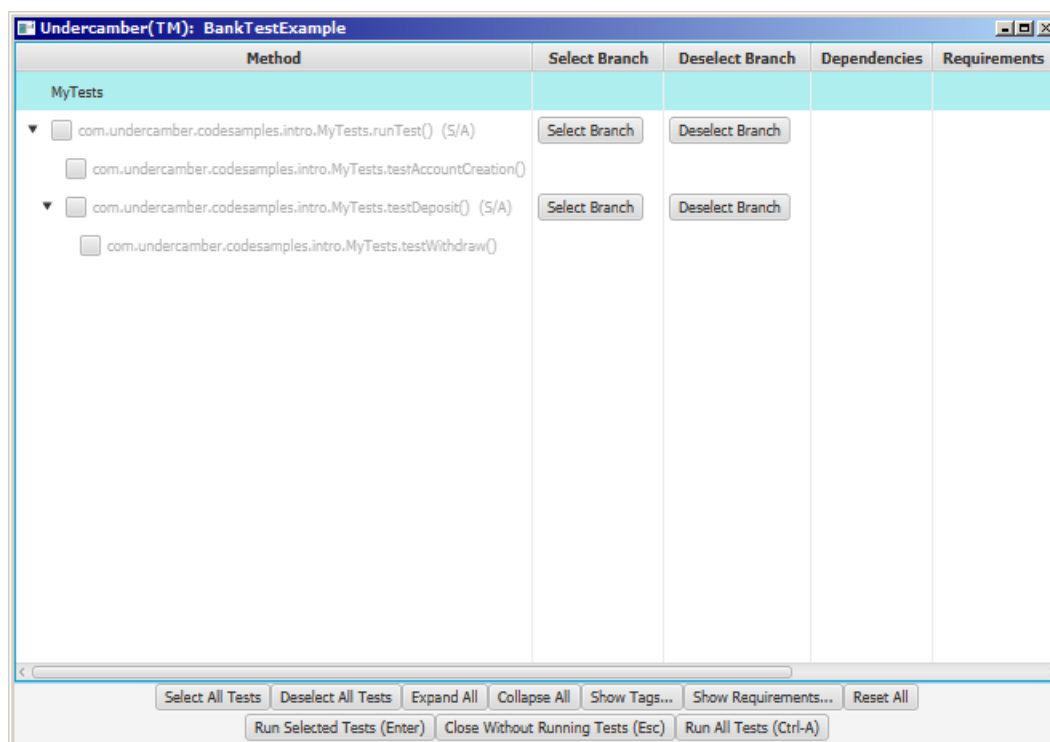 Undercamber(TM): BankTestExample
Method Select Branch Deselect Branch Dependencies Requirements
MyTests
com.undercamber.codesamples.intro.MyTests.runTest() (S/A) Select Branch Deselect Branch
com.undercamber.codesamples.intro.MyTests.testAccountCreation()
com.undercamber.codesamples.intro.MyTests.testDeposit() (S/A) Select Branch Deselect Branch
com.undercamber.codesamples.intro.MyTests.testWithdraw()
Select All Tests Deselect All Tests Expand All Collapse All Show Tags... Show Requirements... Reset All
Run Selected Tests (Enter) Close Without Running Tests (Esc) Run All Tests (Ctrl-A)